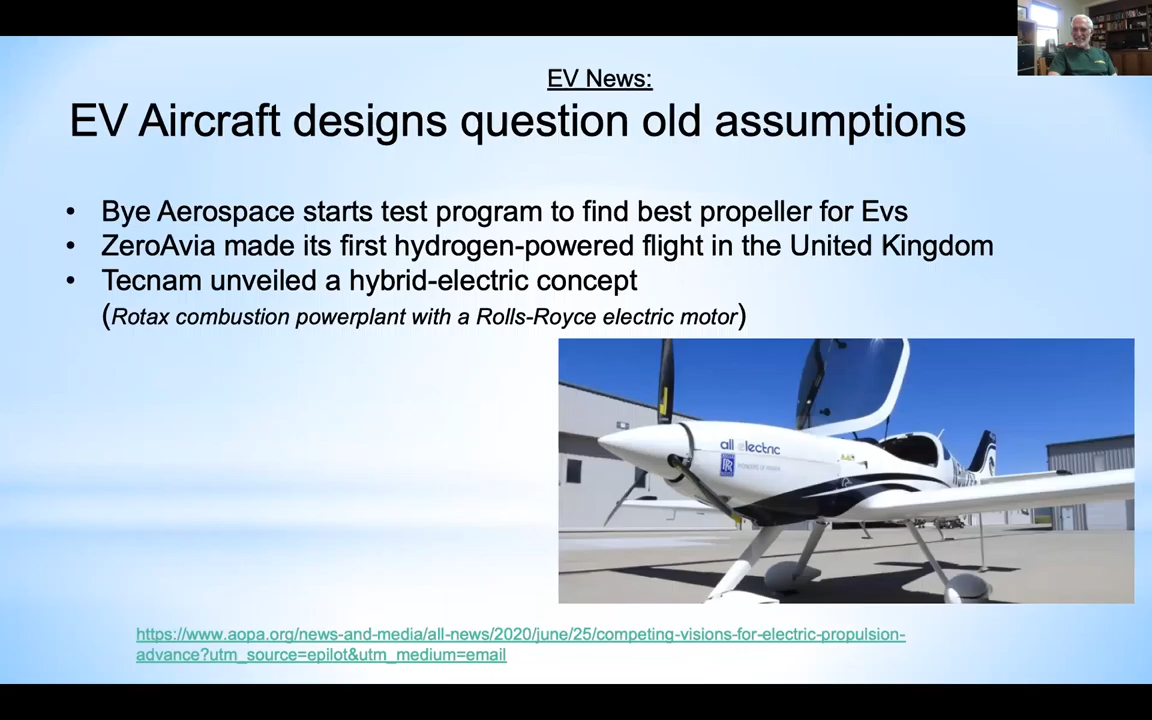 EV News:
EV Aircraft designs question old assumptions
• Bye Aerospace starts test program to find best propeller for Evs
• ZeroAvia made its first hydrogen-powered flight in the United Kingdom
• Tecnam unveiled a hybrid-electric concept
(Rotax combustion powerplant with a Rolls-Royce electric motor)
all electric
https://www.aopa.org/news-and-media/all-news/2020/june/25/competing-visions-for-electric-propulsion-
advance?utm_source=epilot&utm_medium=email